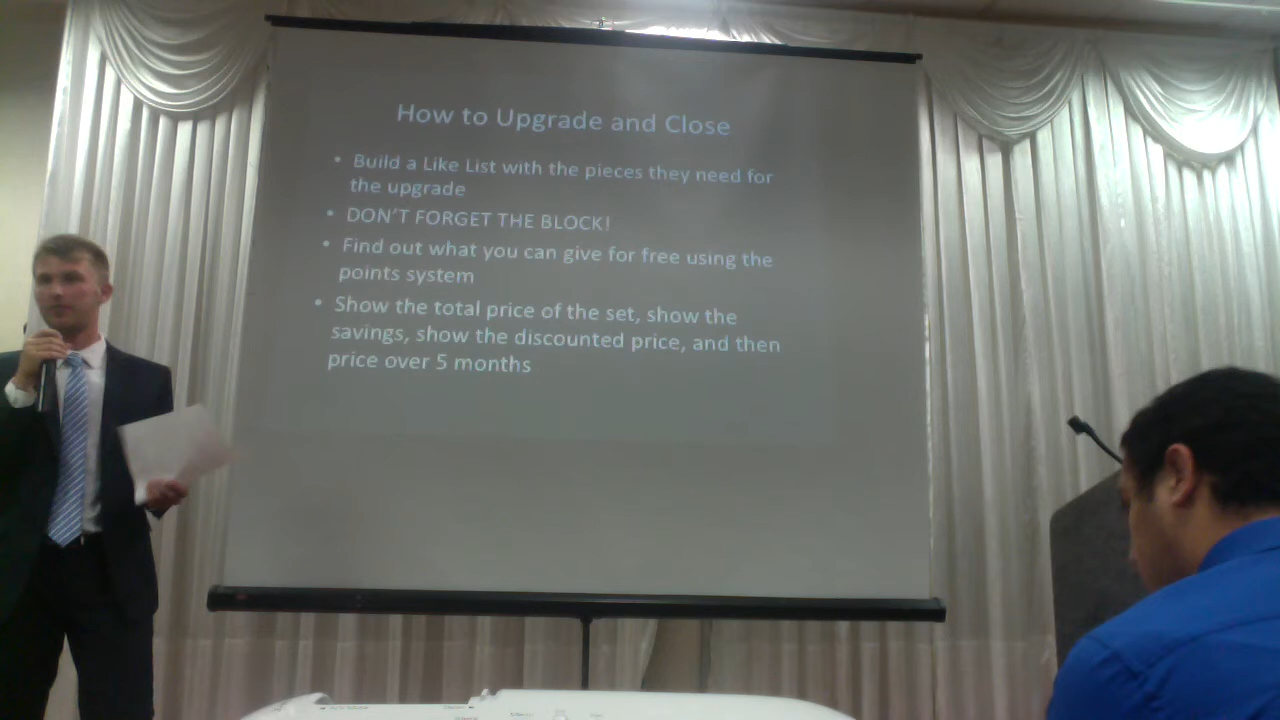 How to Upgrade and Close
• Build a Like List with the pieces they need for
the upgrade
• DON'T FORGET THE BLOCK!
• Find out what you can give for free using the
points system
• Show the total price of the set, show the
savings, show the discounted price, and then
price over 5 months